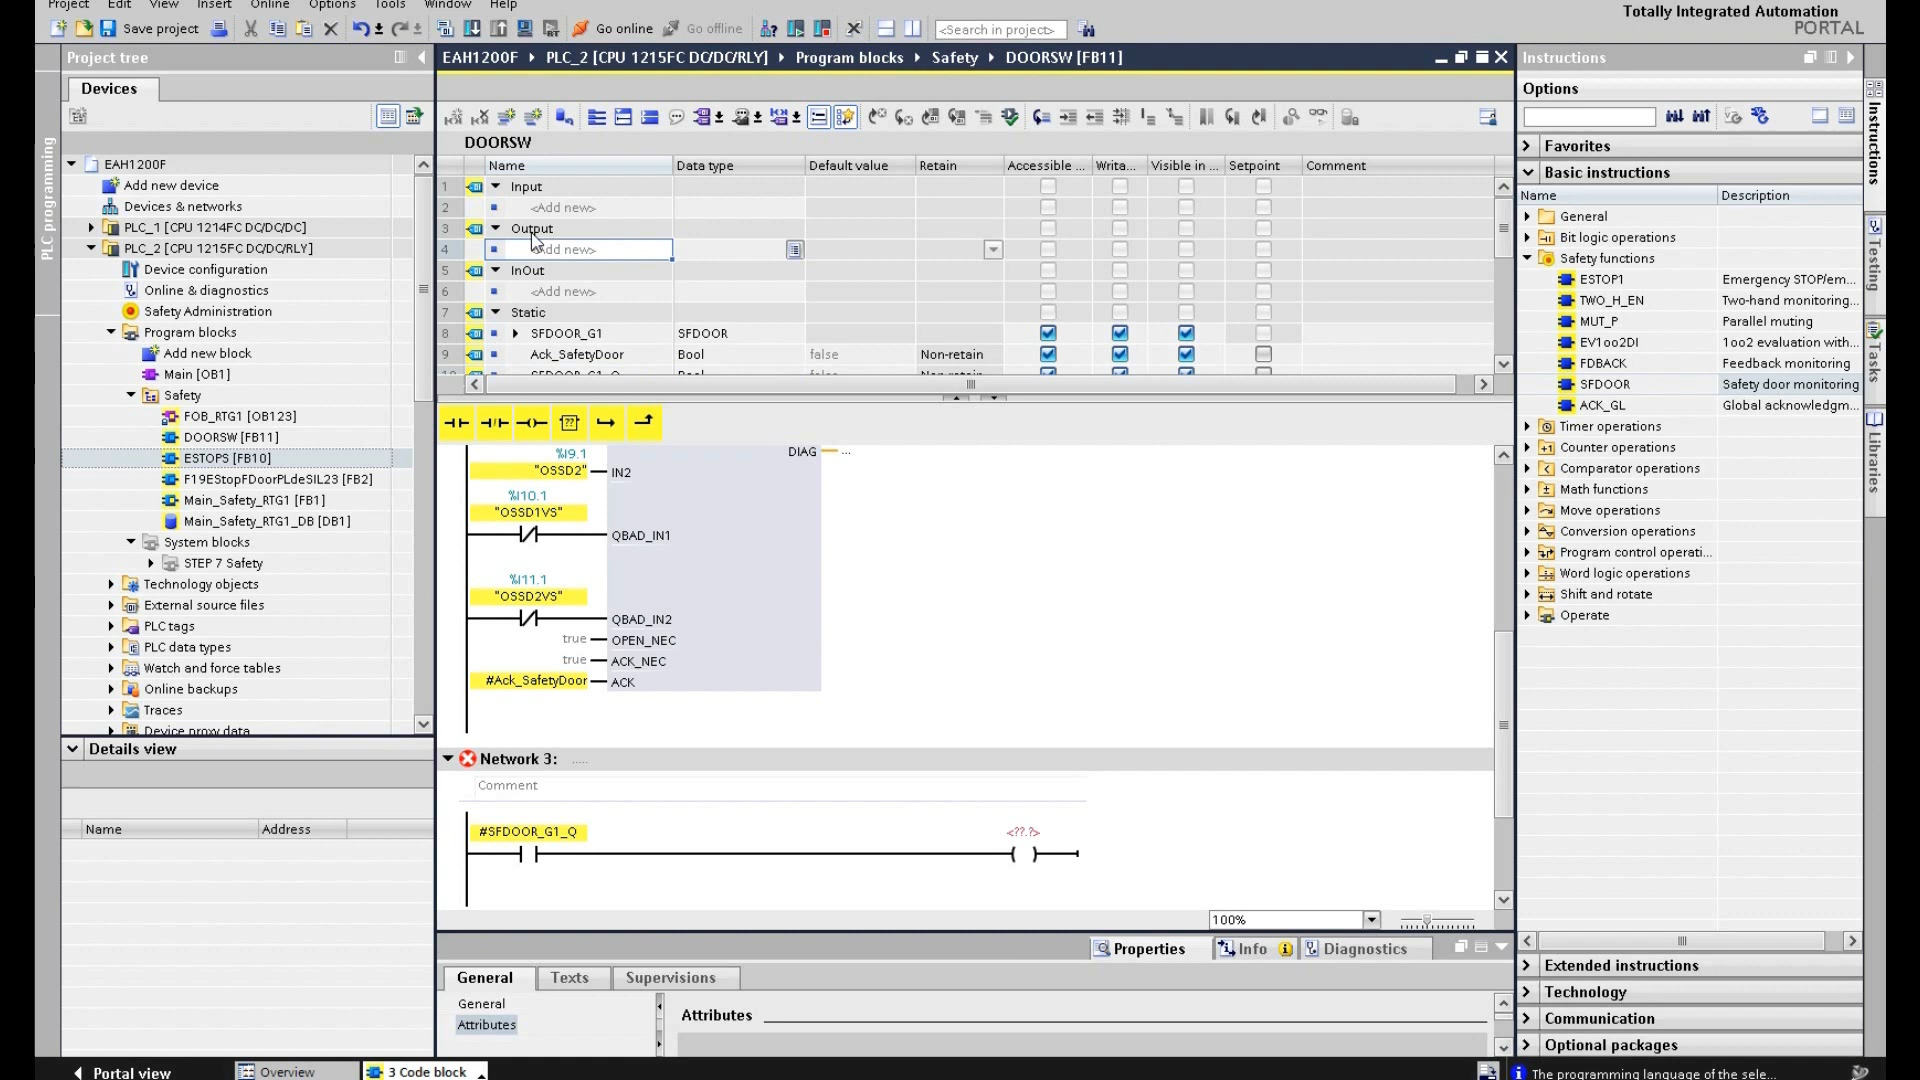 Project Edit View Insert Online Options Tools Window Help
Totally Integrated Automation
PORTAL
Save project
Go online
Go offline
<Search in project>
Project tree
EAH1200F
PLC_2 [CPU 1215FC DC/DC/RLY]
Program blocks
Safety
DOORSW [FB11]
Instructions
Devices
Options
PLC programming
EAH1200F
Add new device
Devices & networks
PLC_1 [CPU 1214FC DC/DC/DC]
PLC_2 [CPU 1215FC DC/DC/RLY]
Device configuration
Online & diagnostics
Safety Administration
Program blocks
Add new block
Main [OB1]
Safety
FOB_RTG1 [OB123]
DOORSW [FB11]
ESTOPS [FB10]
F19EStopFDoorPLdeSIL23 [FB2]
Main_Safety_RTG1 [FB1]
Main_Safety_RTG1_DB [DB1]
System blocks
STEP 7 Safety
Technology objects
External source files
PLC tags
PLC data types
Watch and force tables
Online backups
Traces
Device proxy data
Details view
Name Address
DOORSW
Name Data type Default value Retain Accessible ... Writa... Visible in ... Setpoint Comment
1 Input
2 <Add new>
3 Output
4 <Add new>
5 InOut
6 <Add new>
7 Static
8 SFDOOR_G1 SFDOOR
9 Ack_SafetyDoor Bool false Non-retain
10 SFDOOR_G1_Q Bool false Non-retain
%I9.1
"OSSD2" IN2
DIAG ...
%I10.1
"OSSD1VS"
QBAD_IN1
%I11.1
"OSSD2VS"
QBAD_IN2
true OPEN_NEC
true ACK_NEC
#Ack_SafetyDoor ACK
Network 3: .....
Comment
#SFDOOR_G1_Q <??.?>
100%
Properties Info Diagnostics
General Texts Supervisions
General
Attributes
Attributes
Favorites
Basic instructions
Name Description
General
Bit logic operations
Safety functions
ESTOP1 Emergency STOP/em...
TWO_H_EN Two-hand monitoring...
MUT_P Parallel muting
EV1oo2DI 1oo2 evaluation with...
FDBACK Feedback monitoring
SFDOOR Safety door monitoring
ACK_GL Global acknowledgm...
Timer operations
Counter operations
Comparator operations
Math functions
Move operations
Conversion operations
Program control operati...
Word logic operations
Shift and rotate
Operate
Extended instructions
Technology
Communication
Optional packages
Instructions
Testing
Tasks
Libraries
Portal view
Overview
3 Code block
The programming language of the sele...